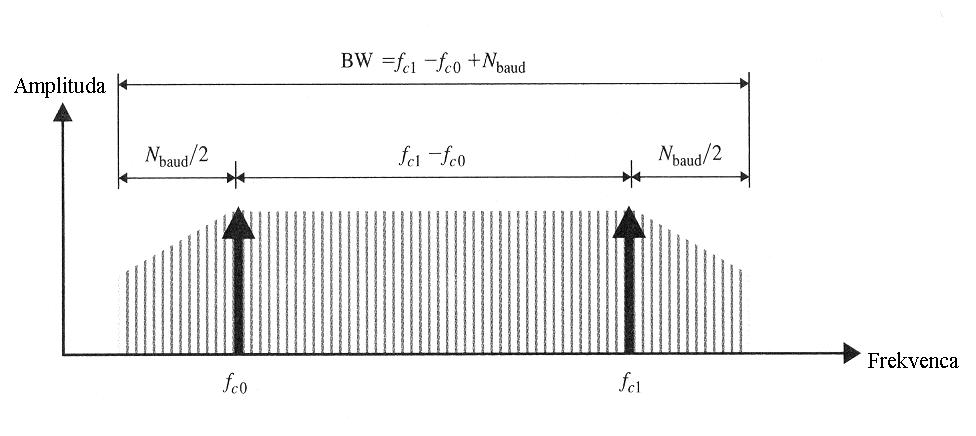 BW = f_c1 − f_c0 + N_baud
Amplituda
N_baud/2
f_c1 − f_c0
N_baud/2
Frekvenca
f_c0
f_c1